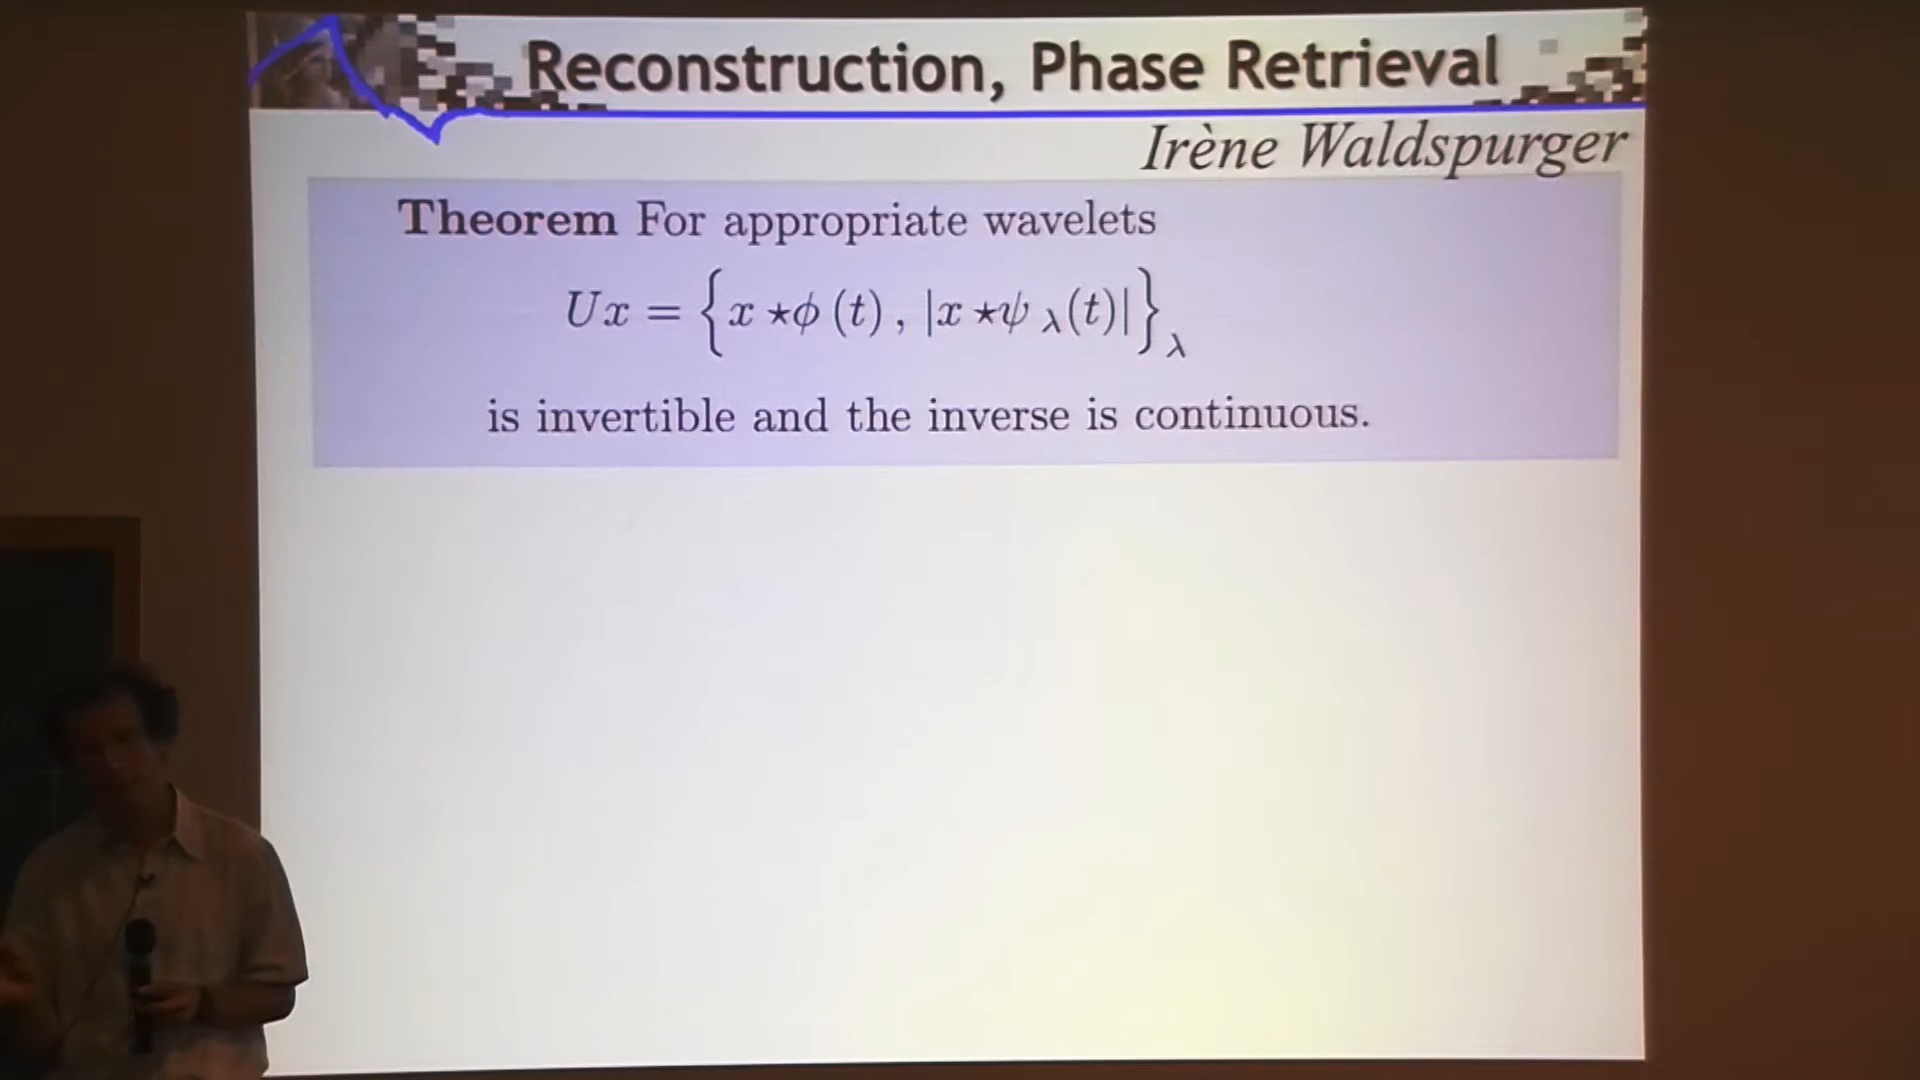 Reconstruction, Phase Retrieval
Irène Waldspurger
Theorem For appropriate wavelets
Ux = { x ⋆ φ (t) , |x ⋆ ψ λ(t)| }λ
is invertible and the inverse is continuous.